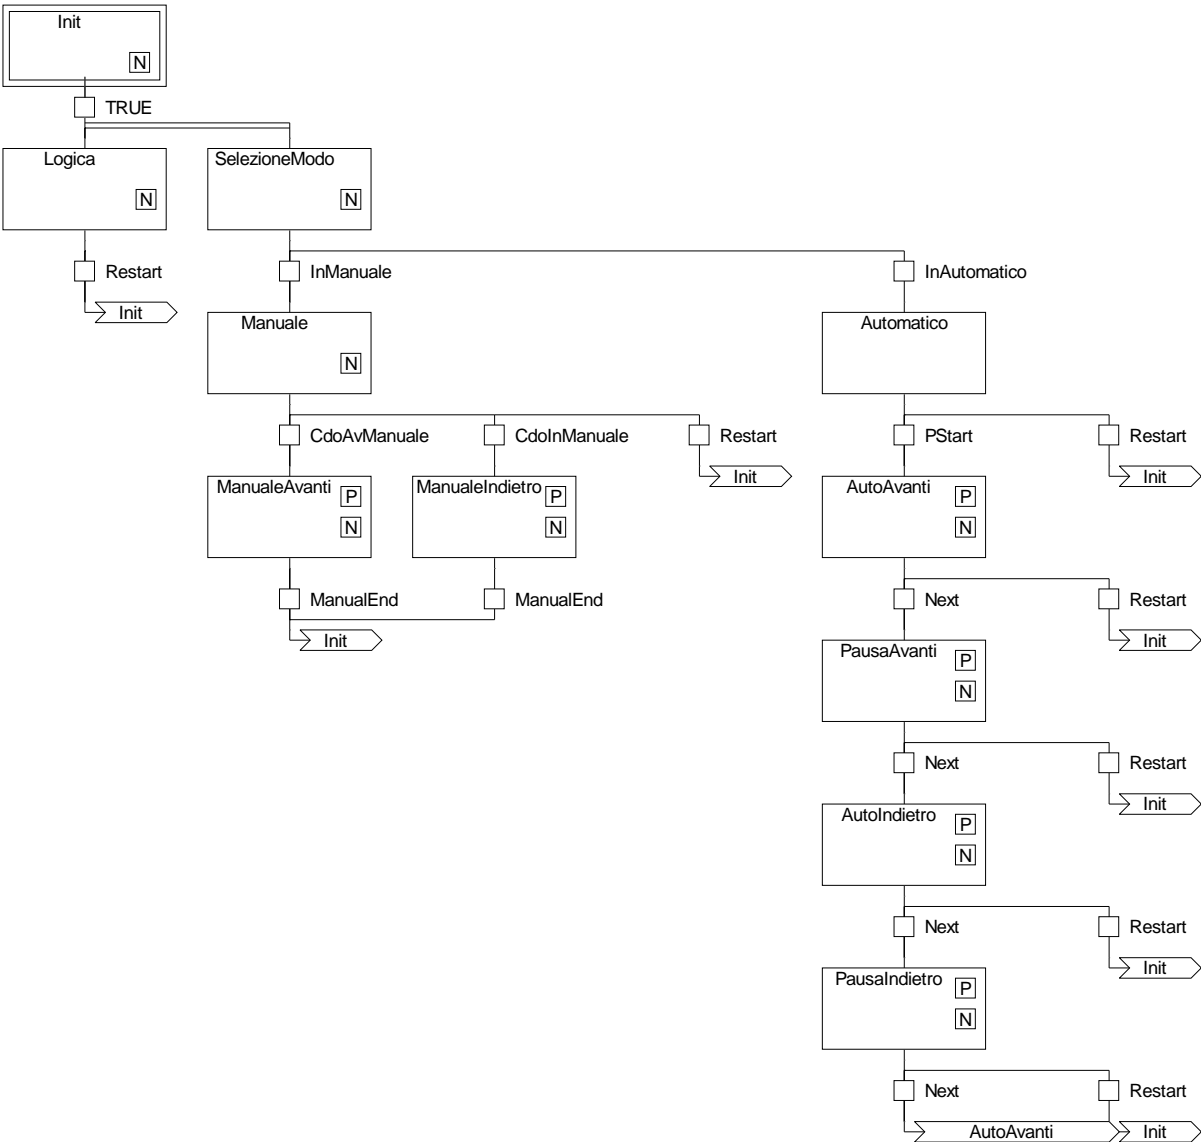 Init
N
TRUE
Logica
SelezioneModo
N
N
Restart
InManuale
InAutomatico
Init
Manuale
Automatico
N
CdoAvManuale
CdoInManuale
Restart
PStart
Restart
Init
Init
ManualeAvanti
P
ManualeIndietro
P
AutoAvanti
P
N
N
N
ManualEnd
ManualEnd
Next
Restart
Init
Init
PausaAvanti
P
N
Next
Restart
Init
AutoIndietro
P
N
Next
Restart
Init
PausaIndietro
P
N
Next
Restart
AutoAvanti
Init